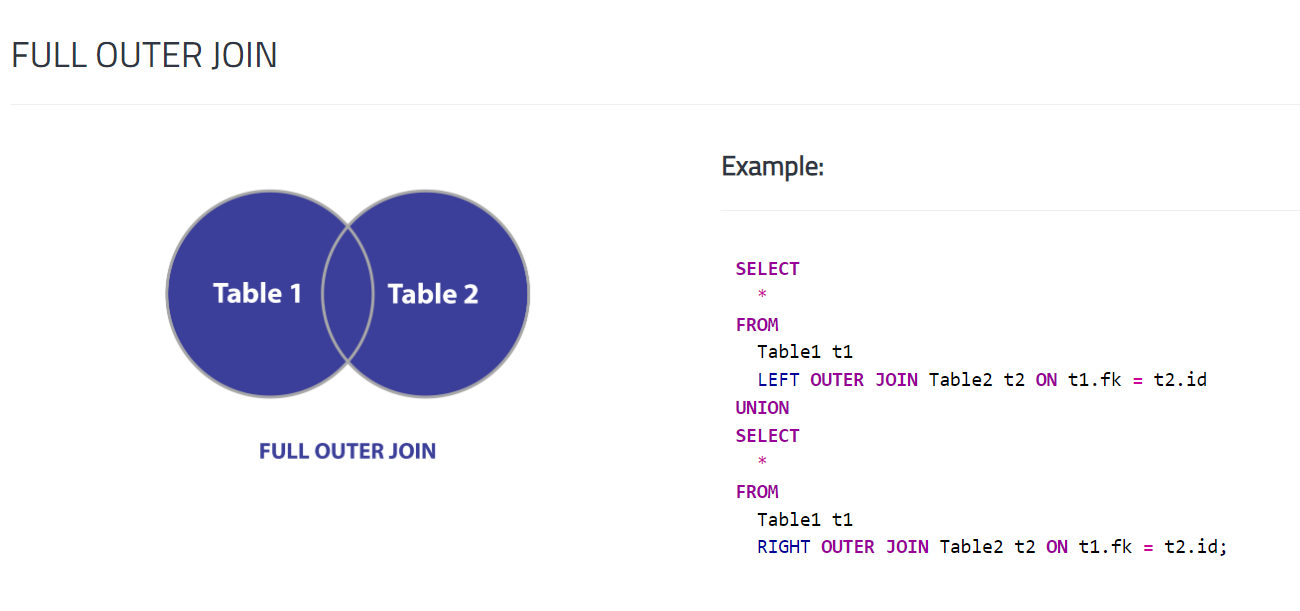 FULL OUTER JOIN
Table 1
Table 2
FULL OUTER JOIN
Example:
SELECT
*
FROM
Table1 t1
LEFT OUTER JOIN Table2 t2 ON t1.fk = t2.id
UNION
SELECT
*
FROM
Table1 t1
RIGHT OUTER JOIN Table2 t2 ON t1.fk = t2.id;